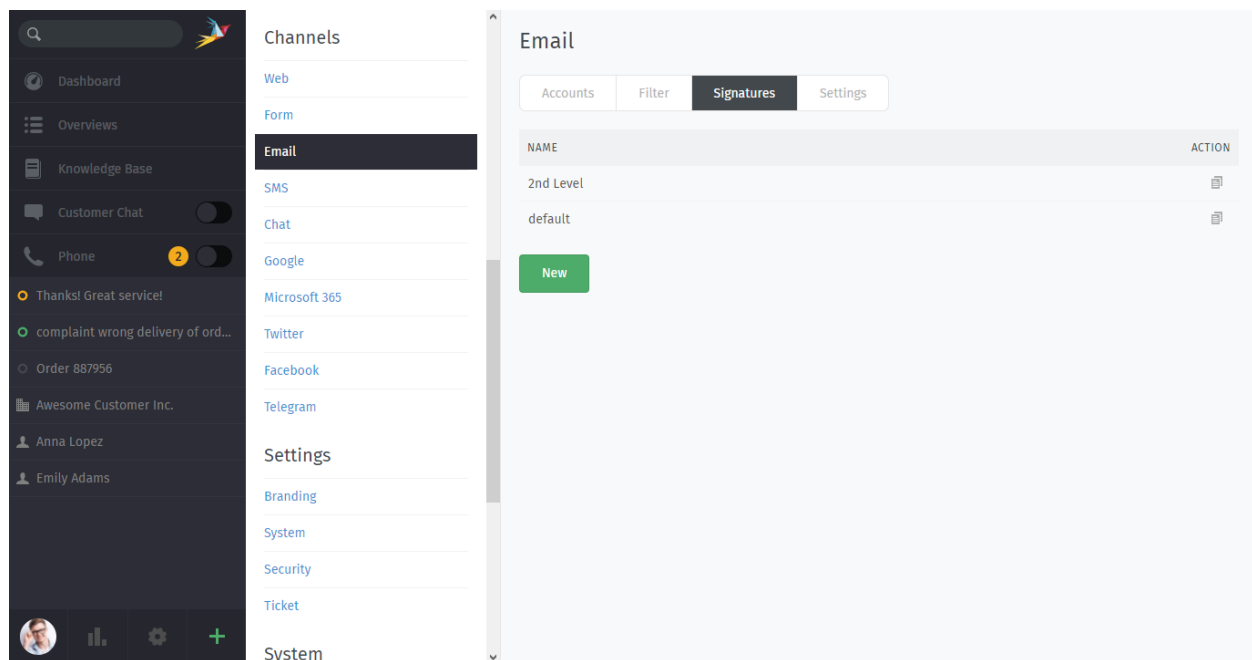 Dashboard
Overviews
Knowledge Base
Customer Chat
Phone 2
Thanks! Great service!
complaint wrong delivery of ord...
Order 887956
Awesome Customer Inc.
Anna Lopez
Emily Adams
Channels
Web
Form
Email
SMS
Chat
Google
Microsoft 365
Twitter
Facebook
Telegram
Settings
Branding
System
Security
Ticket
System
Email
Accounts Filter Signatures Settings
NAME ACTION
2nd Level
default
New